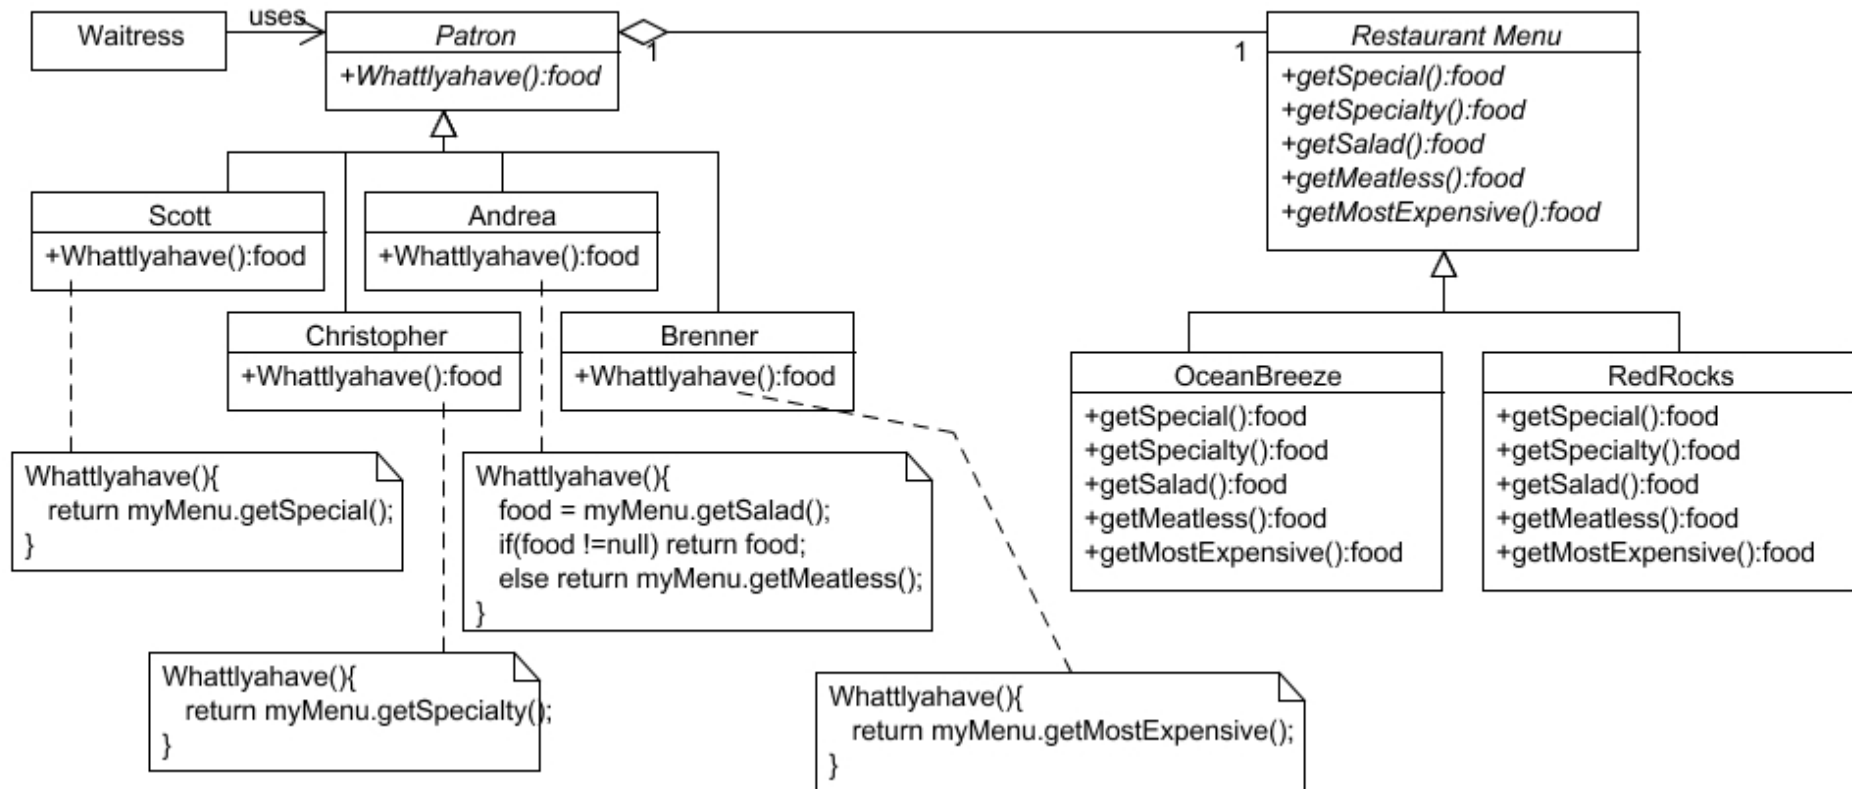 Waitress
uses
Patron
+Whattlyahave():food
1
1
Restaurant Menu
+getSpecial():food
+getSpecialty():food
+getSalad():food
+getMeatless():food
+getMostExpensive():food
Scott
+Whattlyahave():food
Andrea
+Whattlyahave():food
Christopher
+Whattlyahave():food
Brenner
+Whattlyahave():food
OceanBreeze
+getSpecial():food
+getSpecialty():food
+getSalad():food
+getMeatless():food
+getMostExpensive():food
RedRocks
+getSpecial():food
+getSpecialty():food
+getSalad():food
+getMeatless():food
+getMostExpensive():food
Whattlyahave(){
return myMenu.getSpecial();
}
Whattlyahave(){
food = myMenu.getSalad();
if(food !=null) return food;
else return myMenu.getMeatless();
}
Whattlyahave(){
return myMenu.getSpecialty();
}
Whattlyahave(){
return myMenu.getMostExpensive();
}